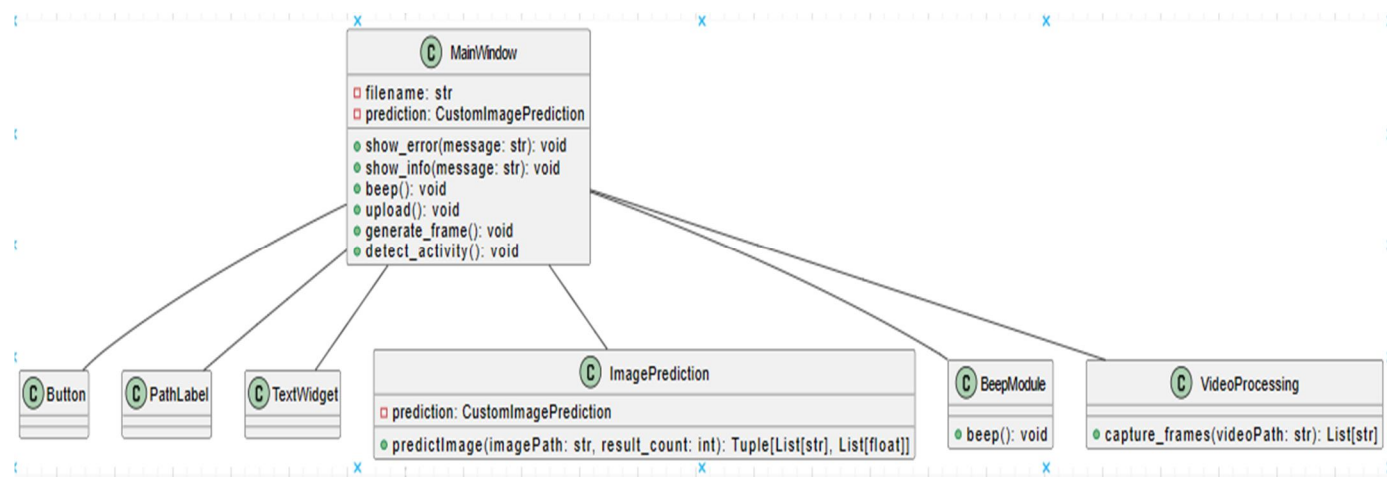 C MainWindow
filename: str
prediction: CustomImagePrediction
show_error(message: str): void
show_info(message: str): void
beep(): void
upload(): void
generate_frame(): void
detect_activity(): void
C Button
C PathLabel
C TextWidget
C ImagePrediction
prediction: CustomImagePrediction
predictImage(imagePath: str, result_count: int): Tuple[List[str], List[float]]
C BeepModule
beep(): void
C VideoProcessing
capture_frames(videoPath: str): List[str]